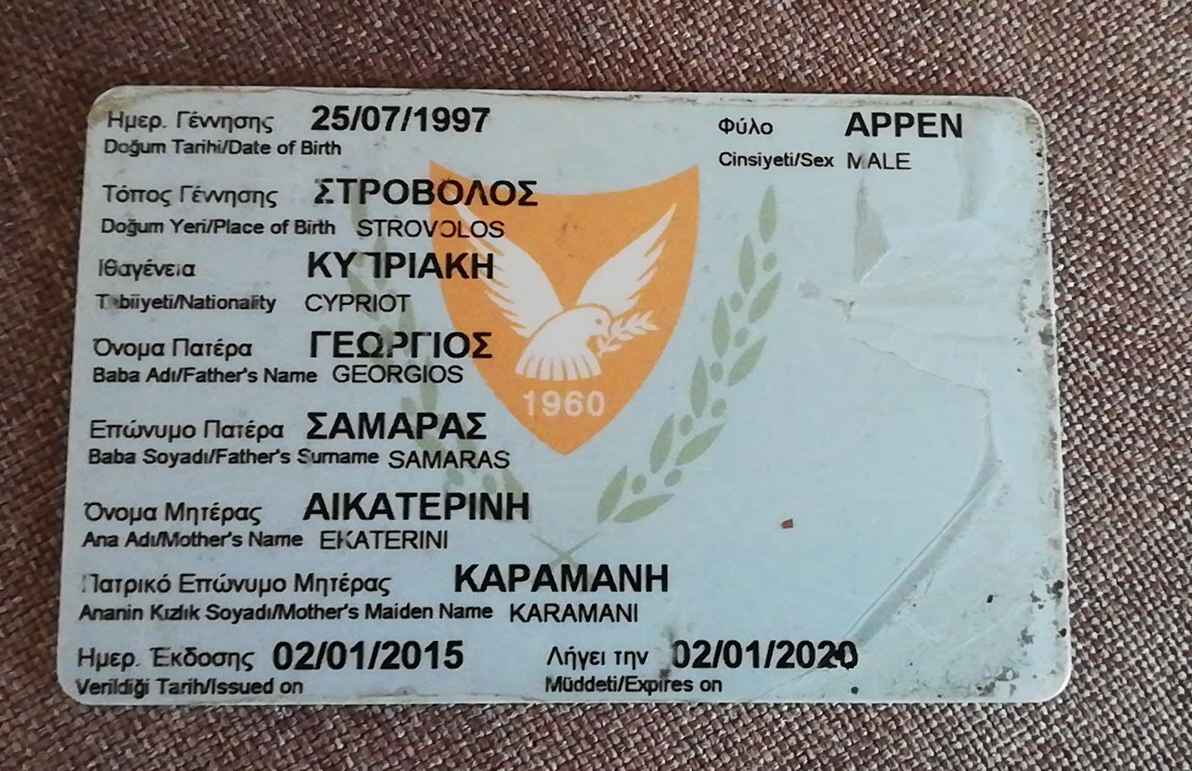 Ημερ. Γέννησης 25/07/1997 Φύλο ΑΡΡΕΝ
Doğum Tarihi/Date of Birth Cinsiyeti/Sex MALE
Τόπος Γέννησης ΣΤΡΟΒΟΛΟΣ
Doğum Yeri/Place of Birth STROVOLOS
Ιθαγένεια ΚΥΠΡΙΑΚΗ
Tabiiyeti/Nationality CYPRIOT
Όνομα Πατέρα ΓΕΩΡΓΙΟΣ
Baba Adı/Father's Name GEORGIOS
1960
Επώνυμο Πατέρα ΣΑΜΑΡΑΣ
Baba Soyadı/Father's Surname SAMARAS
Όνομα Μητέρας ΑΙΚΑΤΕΡΙΝΗ
Ana Adı/Mother's Name EKATERINI
Πατρικό Επώνυμο Μητέρας ΚΑΡΑΜΑΝΗ
Ananin Kızlık Soyadı/Mother's Maiden Name KARAMANI
Ημερ. Έκδοσης 02/01/2015 Λήγει την 02/01/2020
Verildiği Tarih/Issued on Müddeti/Expires on